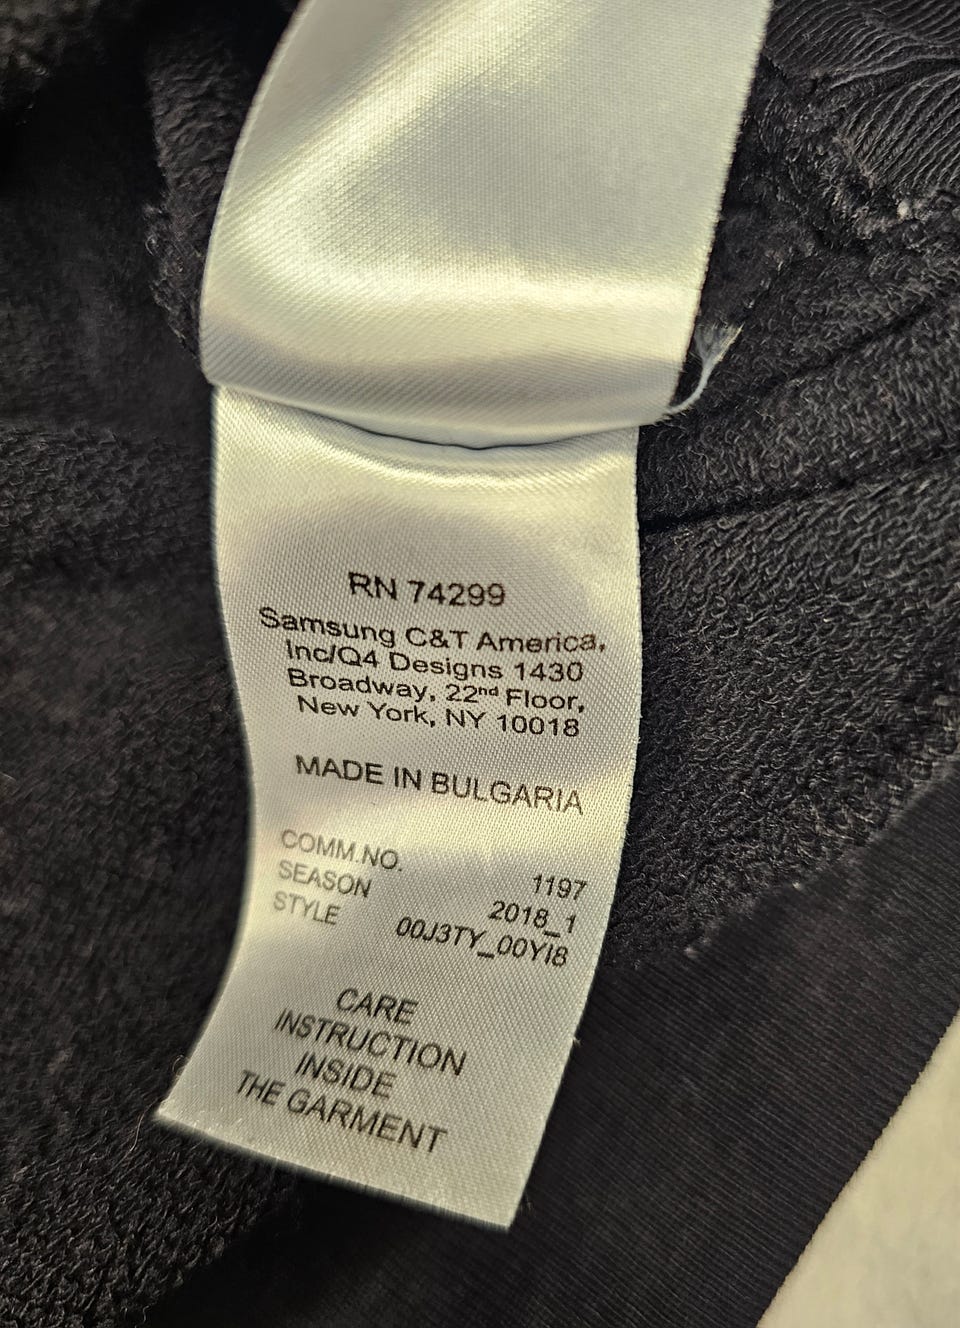 RN 74299
Samsung C&T America,
Inc/Q4 Designs 1430
Broadway, 22nd Floor,
New York, NY 10018
MADE IN BULGARIA
COMM.NO. 1197
SEASON 2018_1
STYLE 00J3TY_00YI8
CARE
INSTRUCTION
INSIDE
THE GARMENT